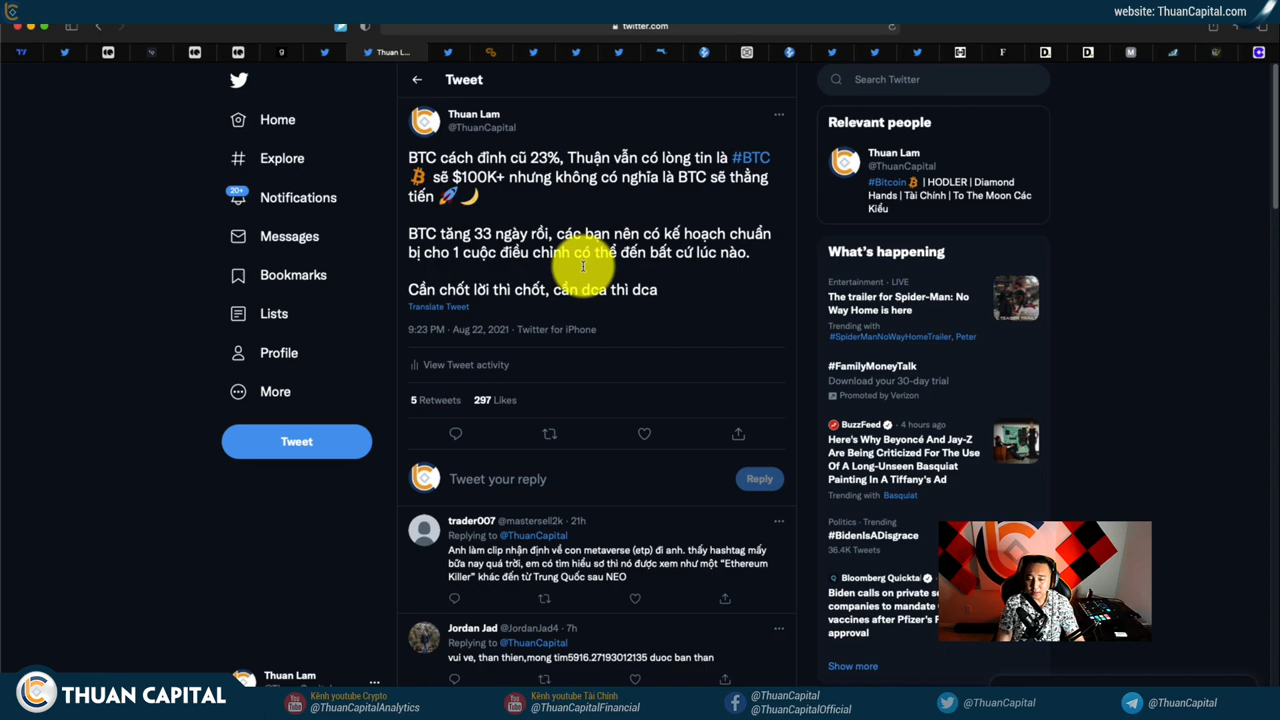 website: ThuanCapital.com
twitter.com
Thuan L...
Home
Explore
20+
Notifications
Messages
Bookmarks
Lists
Profile
More
Tweet
Thuan Lam
Tweet
Thuan Lam
@ThuanCapital
BTC cách đỉnh cũ 23%, Thuận vẫn có lòng tin là #BTC
sẽ $100K+ nhưng không có nghĩa là BTC sẽ thẳng
tiến 🚀🌙
BTC tăng 33 ngày rồi, các bạn nên có kế hoạch chuẩn
bị cho 1 cuộc điều chỉnh có thể đến bất cứ lúc nào.
Cần chốt lời thì chốt, cần dca thì dca
Translate Tweet
9:23 PM · Aug 22, 2021 · Twitter for iPhone
View Tweet activity
5 Retweets 297 Likes
Tweet your reply
Reply
trader007 @mastersell2k · 21h
Replying to @ThuanCapital
Anh làm clip nhận định về con metaverse (etp) đi anh. thấy hashtag mấy
bữa nay quá trời, em có tìm hiểu sơ thì nó được xem như một "Ethereum
Killer" khác đến từ Trung Quốc sau NEO
Jordan Jad @JordanJad4 · 7h
Replying to @ThuanCapital
vui ve, than thien,mong tim5916.27193012135 duoc ban than
Search Twitter
Relevant people
Thuan Lam
@ThuanCapital
#Bitcoin | HODLER | Diamond
Hands | Tài Chính | To The Moon Các
Kiểu
What's happening
Entertainment · LIVE
The trailer for Spider-Man: No
Way Home is here
Trending with
#SpiderManNoWayHomeTrailer, Peter
#FamilyMoneyTalk
Download your 30-day trial
Promoted by Verizon
BuzzFeed · 4 hours ago
Here's Why Beyoncé And Jay-Z
Are Being Criticized For The Use
Of A Long-Unseen Basquiat
Painting In A Tiffany's Ad
Trending with Basquiat
Politics · Trending
#BidenIsADisgrace
36.4K Tweets
Bloomberg Quicktak
Biden calls on private s
companies to mandate
vaccines after Pfizer's F
approval
Show more
THUAN CAPITAL
Kênh youtube Crypto
@ThuanCapitalAnalytics
Kênh youtube Tài Chính
@ThuanCapitalFinancial
@ThuanCapital
@ThuanCapitalOfficial
@ThuanCapital
@ThuanCapital